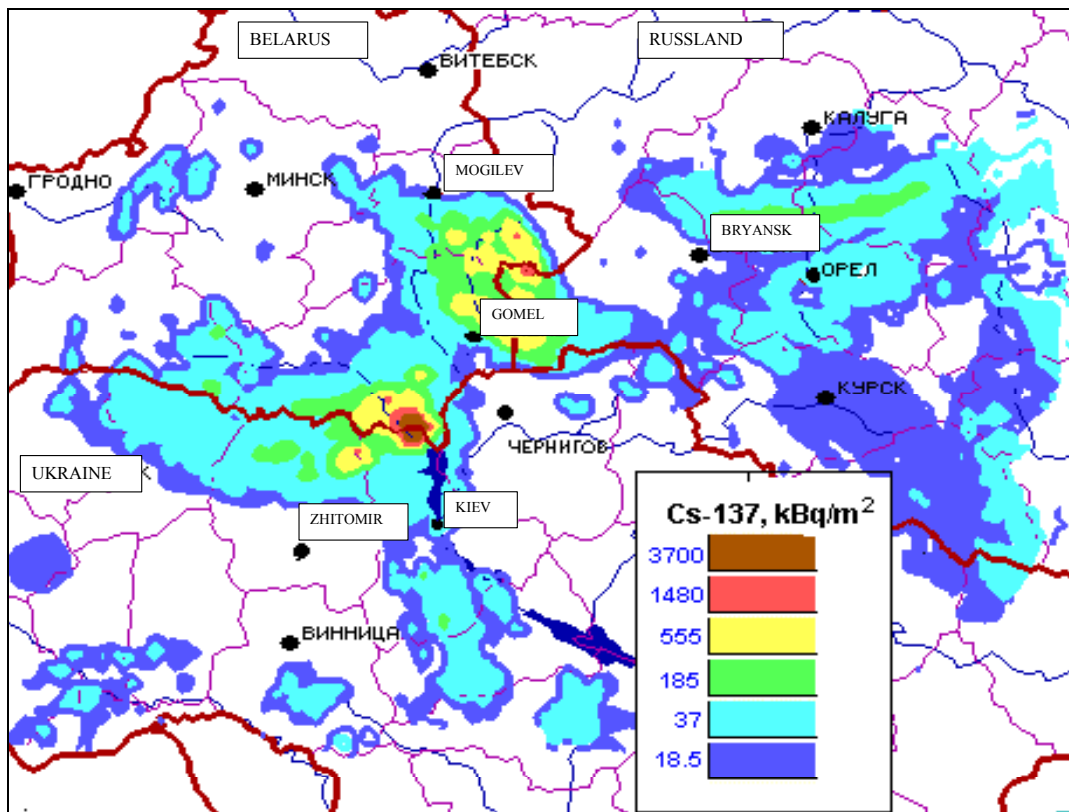 BELARUS
RUSSLAND
ВИТЕБСК
КАЛУГА
MOGILEV
ГРОДНО
МИНСК
BRYANSK
ОРЕЛ
GOMEL
КУРСК
ЧЕРНИГОВ
UKRAINE
К
ZHITOMIR
KIEV
ВИННИЦА
Cs-137, kBq/m²
3700
1480
555
185
37
18.5